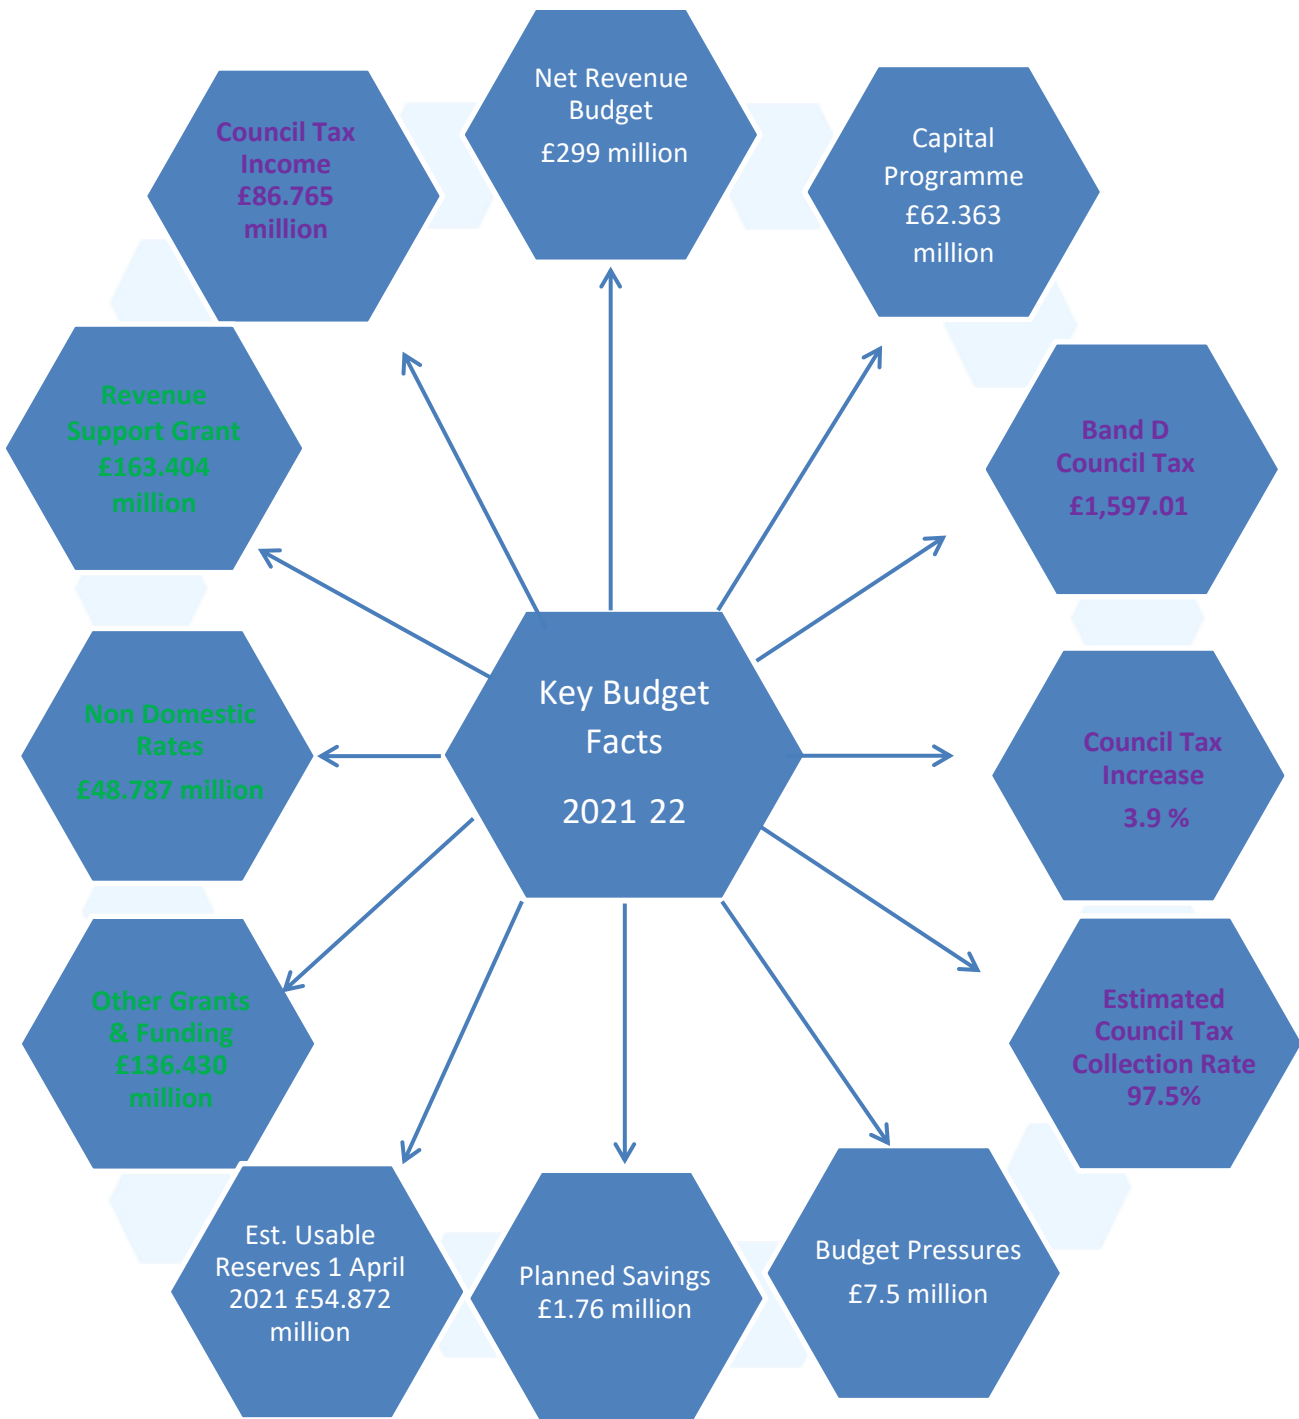 Net Revenue
Budget
£299 million
Capital
Programme
£62.363
million
Band D
Council Tax
£1,597.01
Council Tax
Increase
3.9 %
Estimated
Council Tax
Collection Rate
97.5%
Budget Pressures
£7.5 million
Planned Savings
£1.76 million
Est. Usable
Reserves 1 April
2021 £54.872
million
Other Grants
& Funding
£136.430
million
Non Domestic
Rates
£48.787 million
Revenue
Support Grant
£163.404
million
Council Tax
Income
£86.765
million
Key Budget
Facts
2021 22